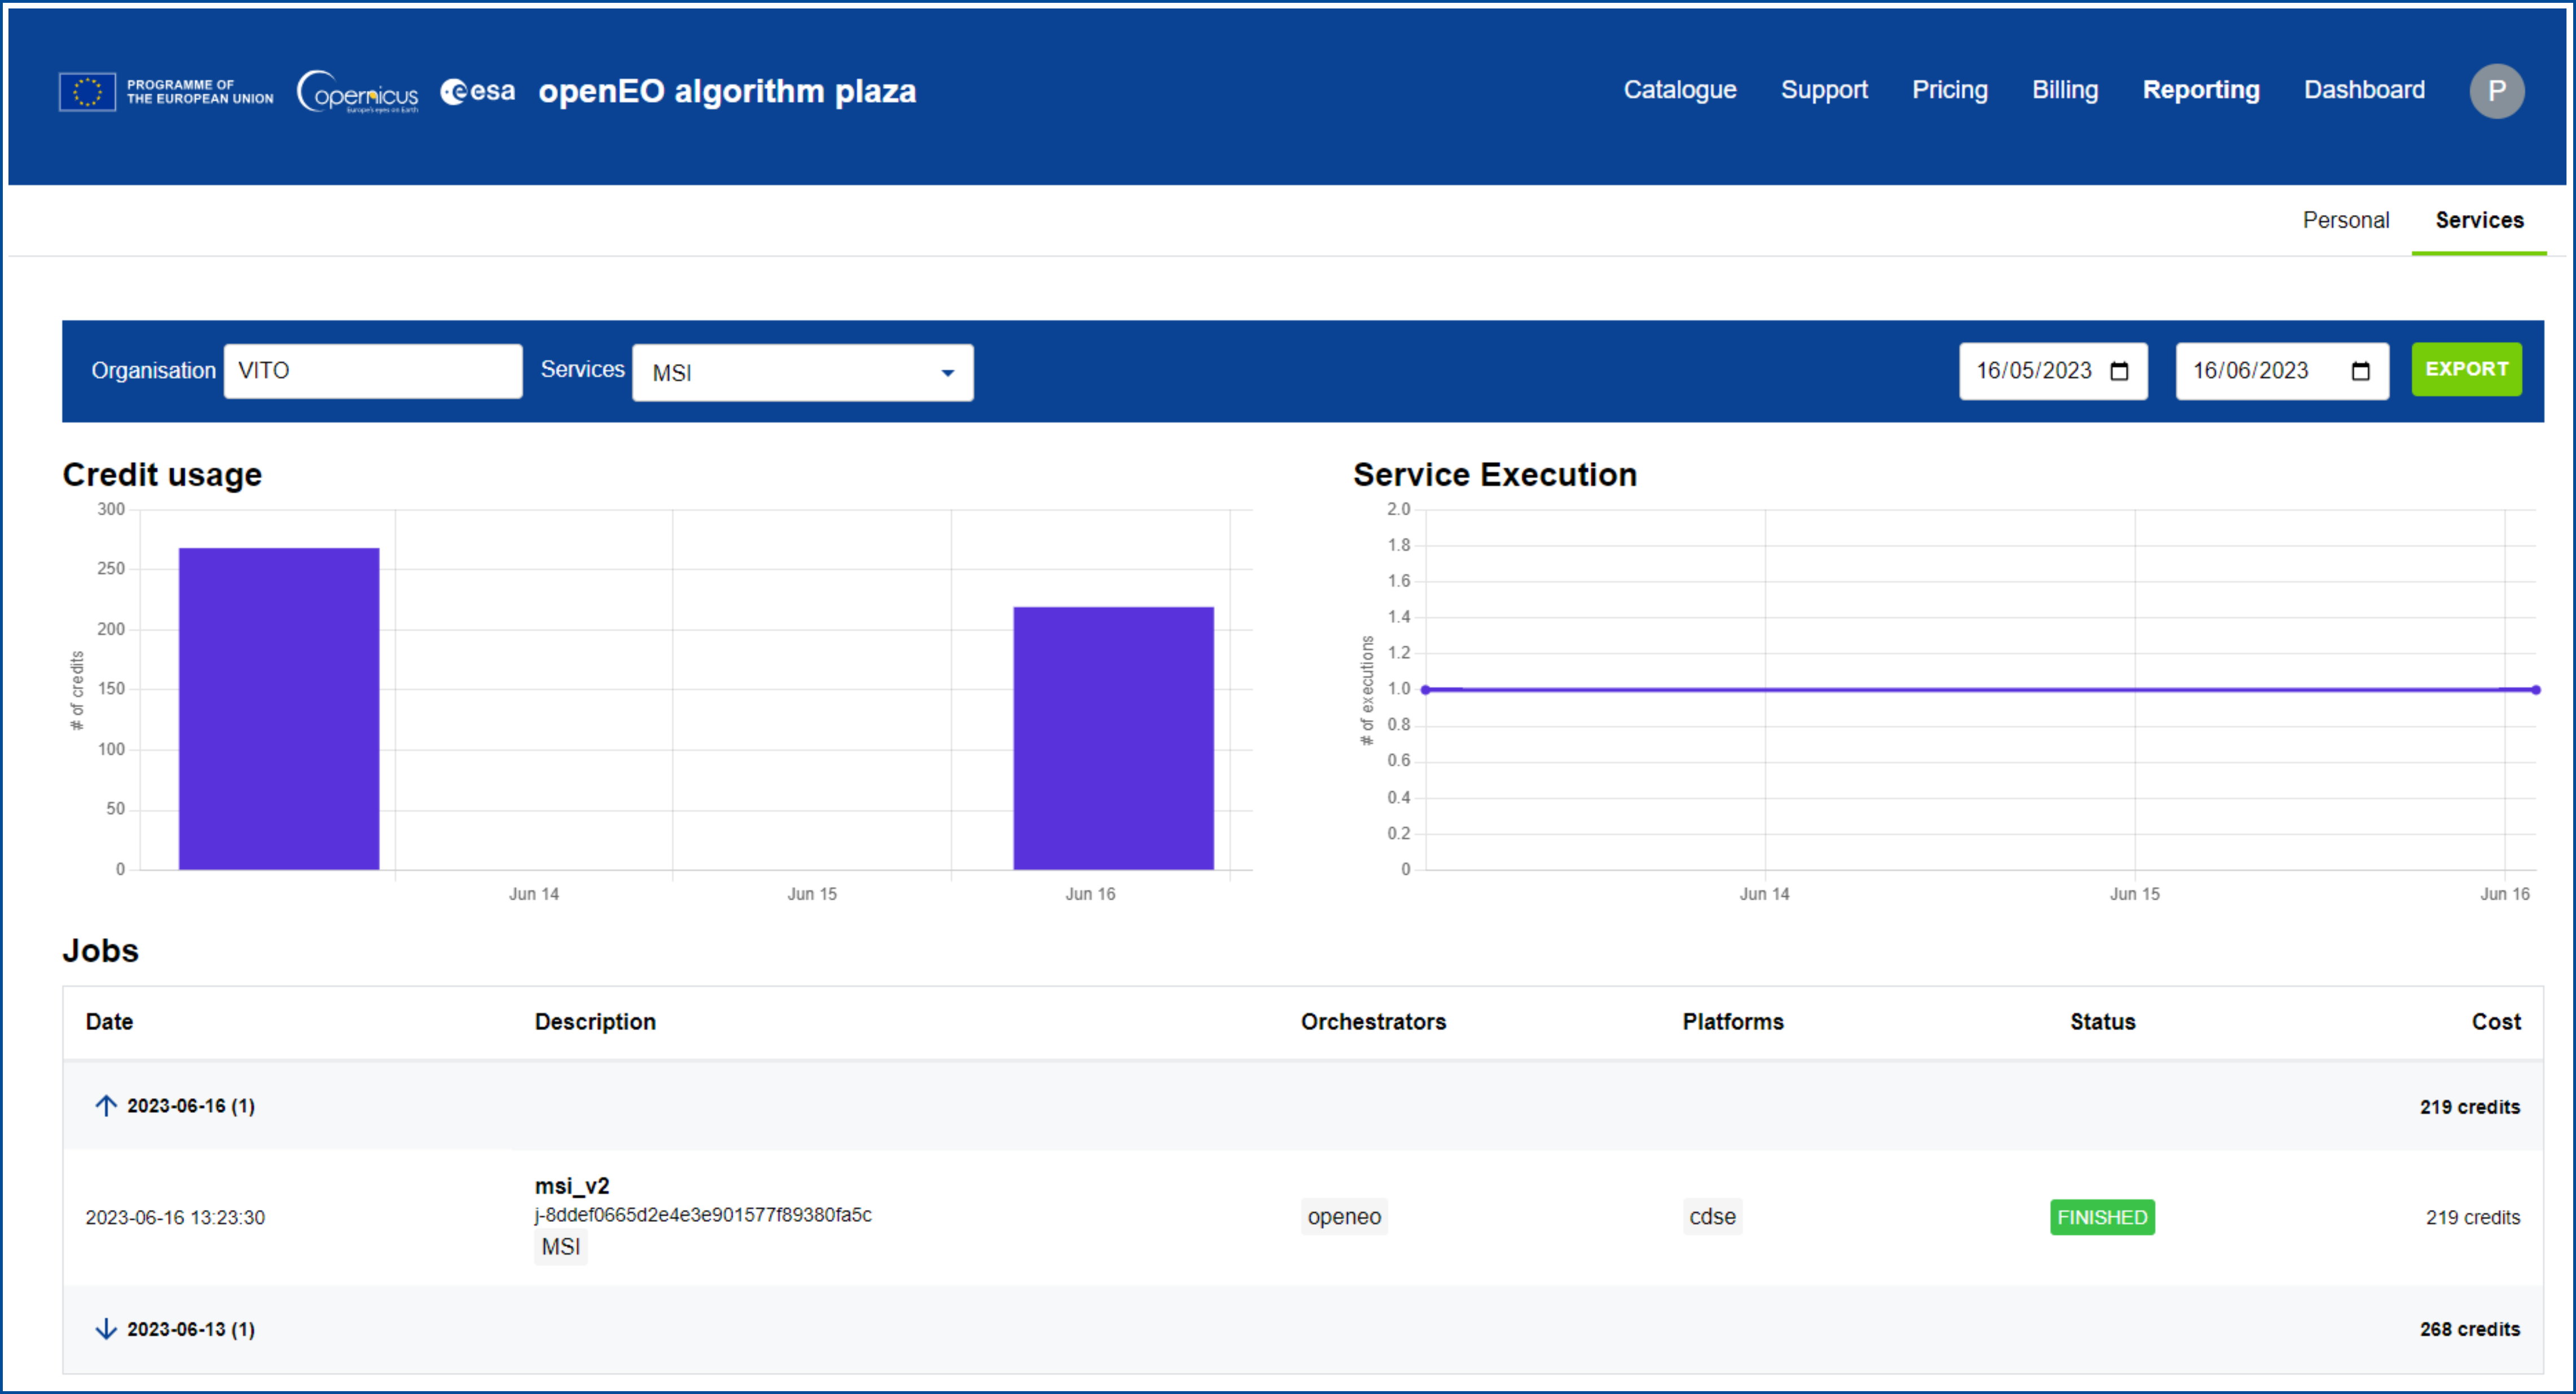 PROGRAMME OF
THE EUROPEAN UNION
opernicus
Europe's eyes on Earth
esa
openEO algorithm plaza
Catalogue
Support
Pricing
Billing
Reporting
Dashboard
P
Personal
Services
Organisation
VITO
Services
MSI
16/05/2023
16/06/2023
EXPORT
Credit usage
# of credits
300
250
200
150
100
50
0
Jun 14
Jun 15
Jun 16
Service Execution
# of executions
2.0
1.8
1.6
1.4
1.2
1.0
0.8
0.6
0.4
0.2
0
Jun 14
Jun 15
Jun 16
Jobs
Date Description Orchestrators Platforms Status Cost
2023-06-16 (1) 219 credits
msi_v2
j-8ddef0665d2e4e3e901577f89380fa5c
2023-06-16 13:23:30 openeo cdse FINISHED 219 credits
MSI
2023-06-13 (1) 268 credits